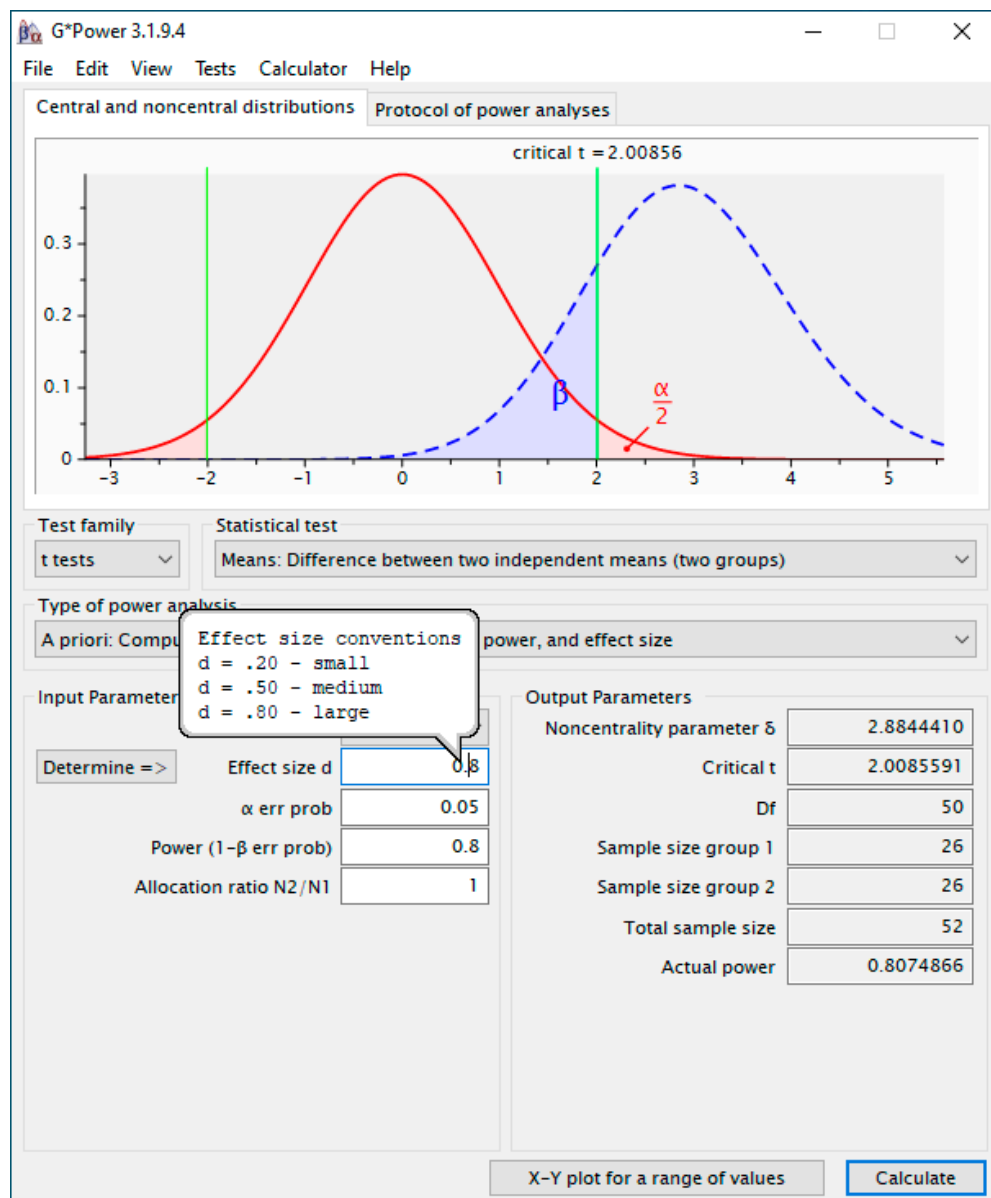 G*Power 3.1.9.4
File Edit View Tests Calculator Help
Central and noncentral distributions Protocol of power analyses
critical t = 2.00856
0.3
0.2
0.1
0
β
α
2
-3 -2 -1 0 1 2 3 4 5
Test family Statistical test
t tests Means: Difference between two independent means (two groups)
Type of power analysis
A priori: Compu power, and effect size
Effect size conventions
d = .20 - small
d = .50 - medium
d = .80 - large
Input Parameter Output Parameters
Noncentrality parameter δ 2.8844410
Determine => Effect size d 0.8 Critical t 2.0085591
α err prob 0.05 Df 50
Power (1-β err prob) 0.8 Sample size group 1 26
Allocation ratio N2/N1 1 Sample size group 2 26
Total sample size 52
Actual power 0.8074866
X-Y plot for a range of values Calculate